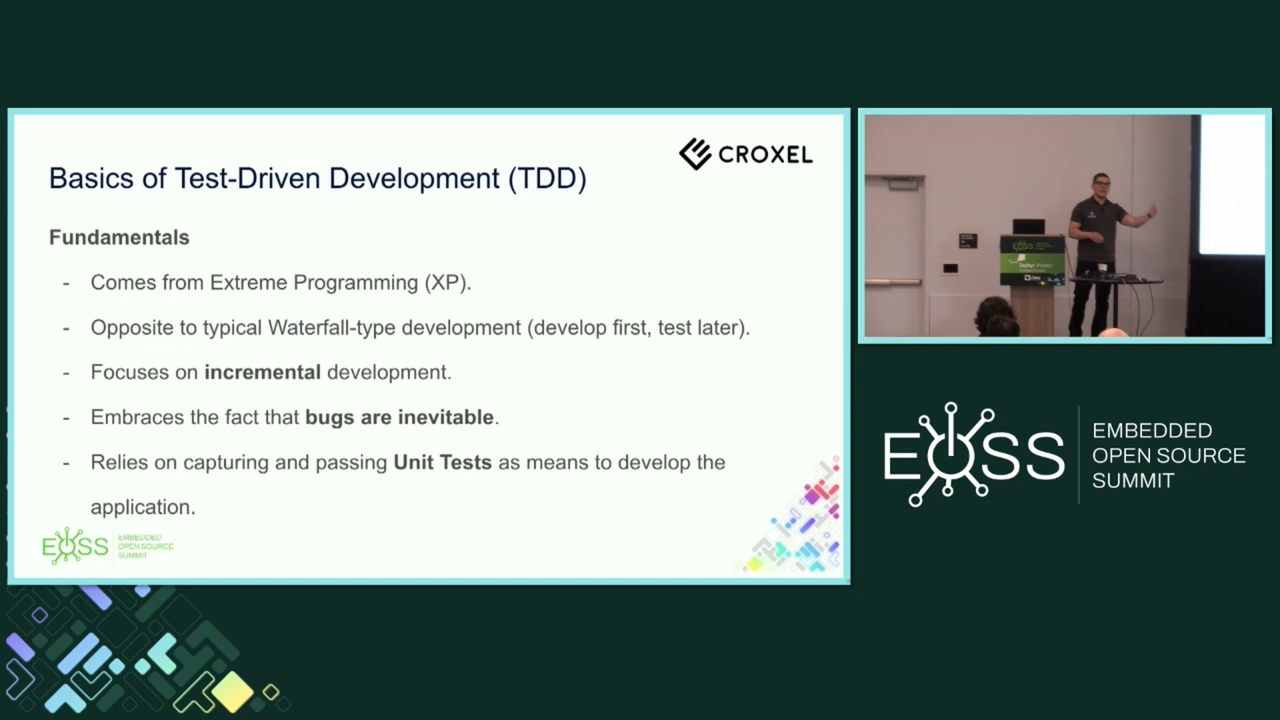 CROXEL
Basics of Test-Driven Development (TDD)
Fundamentals
- Comes from Extreme Programming (XP).
- Opposite to typical Waterfall-type development (develop first, test later).
- Focuses on incremental development.
- Embraces the fact that bugs are inevitable.
- Relies on capturing and passing Unit Tests as means to develop the
application.
EOSS
EMBEDDED
OPEN SOURCE
SUMMIT
EOSS
Zephyr Project
EOSS
EMBEDDED
OPEN SOURCE
SUMMIT